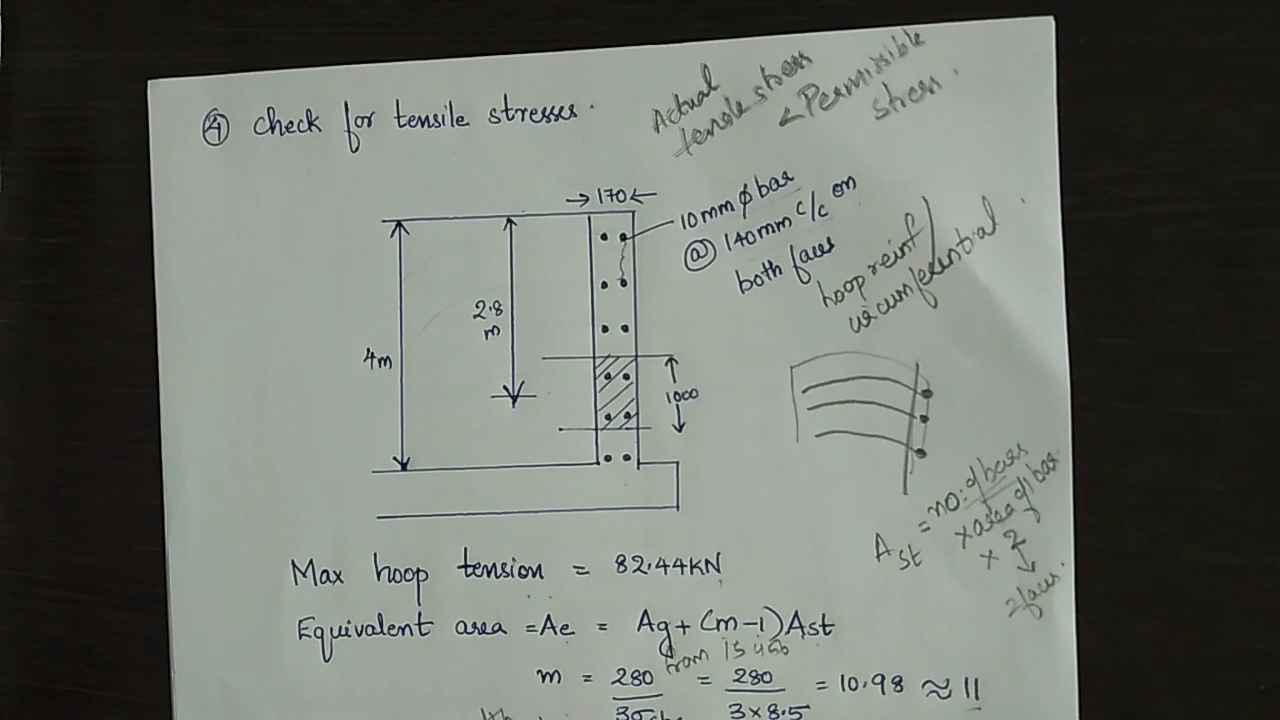 ④ Check for tensile stresses.
Actual
tensile stress
< Permissible
stress.
→170←
10mm ϕ bar
@ 140mm c/c on
both faces
hoop reinf/
circumferential
2.8
m
4m
1000
Ast = no: of bars
× area of 1 bar
× 2
2 faces.
Max hoop tension = 82.44KN
Equivalent area = Ae = Ag + (m-1)Ast
from IS 456
m = 280 = 280 = 10.98 ≈ 11
3σcbc 3×8.5